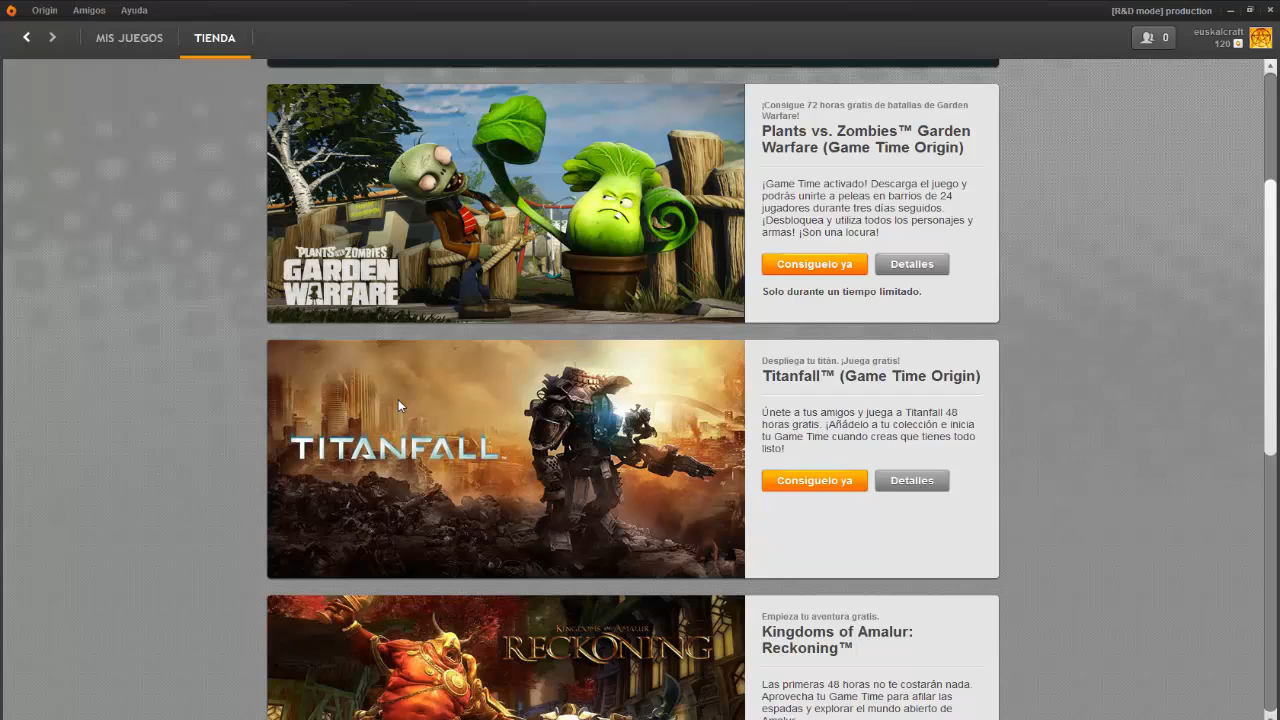 Origin Amigos Ayuda [R&D mode] production
MIS JUEGOS TIENDA 0 euskalcraft
120
¡Consigue 72 horas gratis de batallas de Garden
Warfare!
Plants vs. Zombies™ Garden
Warfare (Game Time Origin)
¡Game Time activado! Descarga el juego y
podrás unirte a peleas en barrios de 24
jugadores durante tres días seguidos.
¡Desbloquea y utiliza todos los personajes y
armas! ¡Son una locura!
Consíguelo ya Detalles
Solo durante un tiempo limitado.
PLANTS VS. ZOMBIES
GARDEN
WARFARE
Despliega tu titán. ¡Juega gratis!
Titanfall™ (Game Time Origin)
Únete a tus amigos y juega a Titanfall 48
horas gratis. ¡Añádelo a tu colección e inicia
tu Game Time cuando creas que tienes todo
listo!
Consíguelo ya Detalles
TITANFALL™
KINGDOMS OF AMALUR
RECKONING
Empieza tu aventura gratis.
Kingdoms of Amalur:
Reckoning™
Las primeras 48 horas no te costarán nada.
Aprovecha tu Game Time para afilar las
espadas y explorar el mundo abierto de
Amalur.